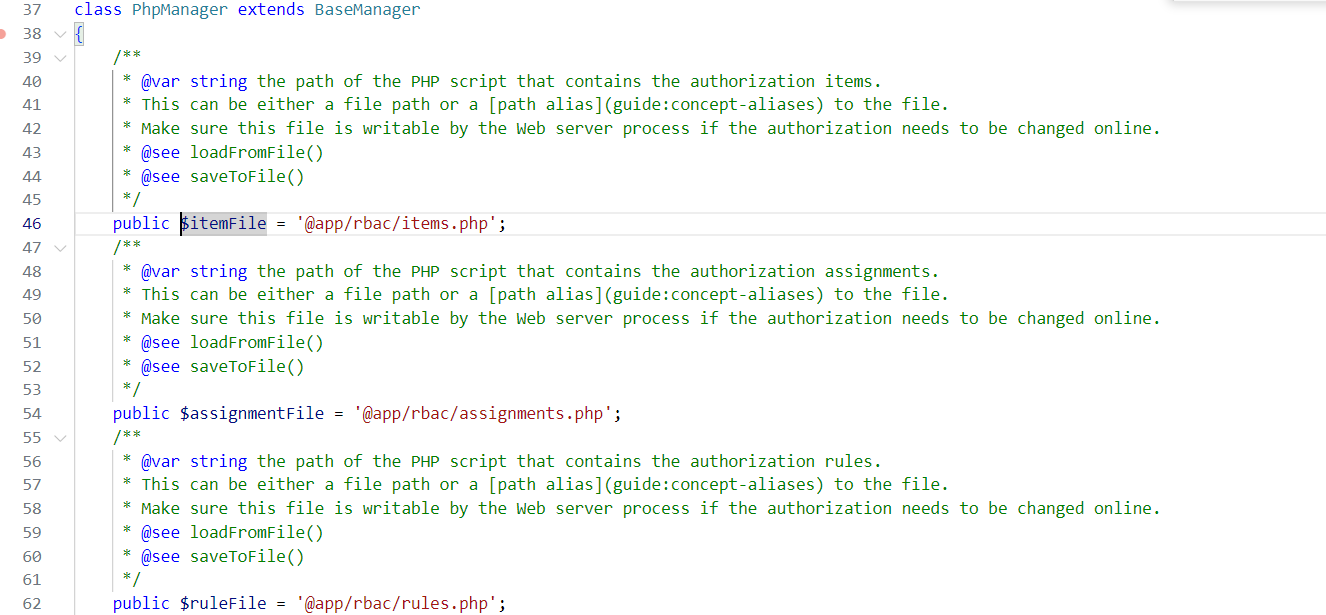 37 class PhpManager extends BaseManager
38 {
39 /**
40 * @var string the path of the PHP script that contains the authorization items.
41 * This can be either a file path or a [path alias](guide:concept-aliases) to the file.
42 * Make sure this file is writable by the Web server process if the authorization needs to be changed online.
43 * @see loadFromFile()
44 * @see saveToFile()
45 */
46 public $itemFile = '@app/rbac/items.php';
47 /**
48 * @var string the path of the PHP script that contains the authorization assignments.
49 * This can be either a file path or a [path alias](guide:concept-aliases) to the file.
50 * Make sure this file is writable by the Web server process if the authorization needs to be changed online.
51 * @see loadFromFile()
52 * @see saveToFile()
53 */
54 public $assignmentFile = '@app/rbac/assignments.php';
55 /**
56 * @var string the path of the PHP script that contains the authorization rules.
57 * This can be either a file path or a [path alias](guide:concept-aliases) to the file.
58 * Make sure this file is writable by the Web server process if the authorization needs to be changed online.
59 * @see loadFromFile()
60 * @see saveToFile()
61 */
62 public $ruleFile = '@app/rbac/rules.php';